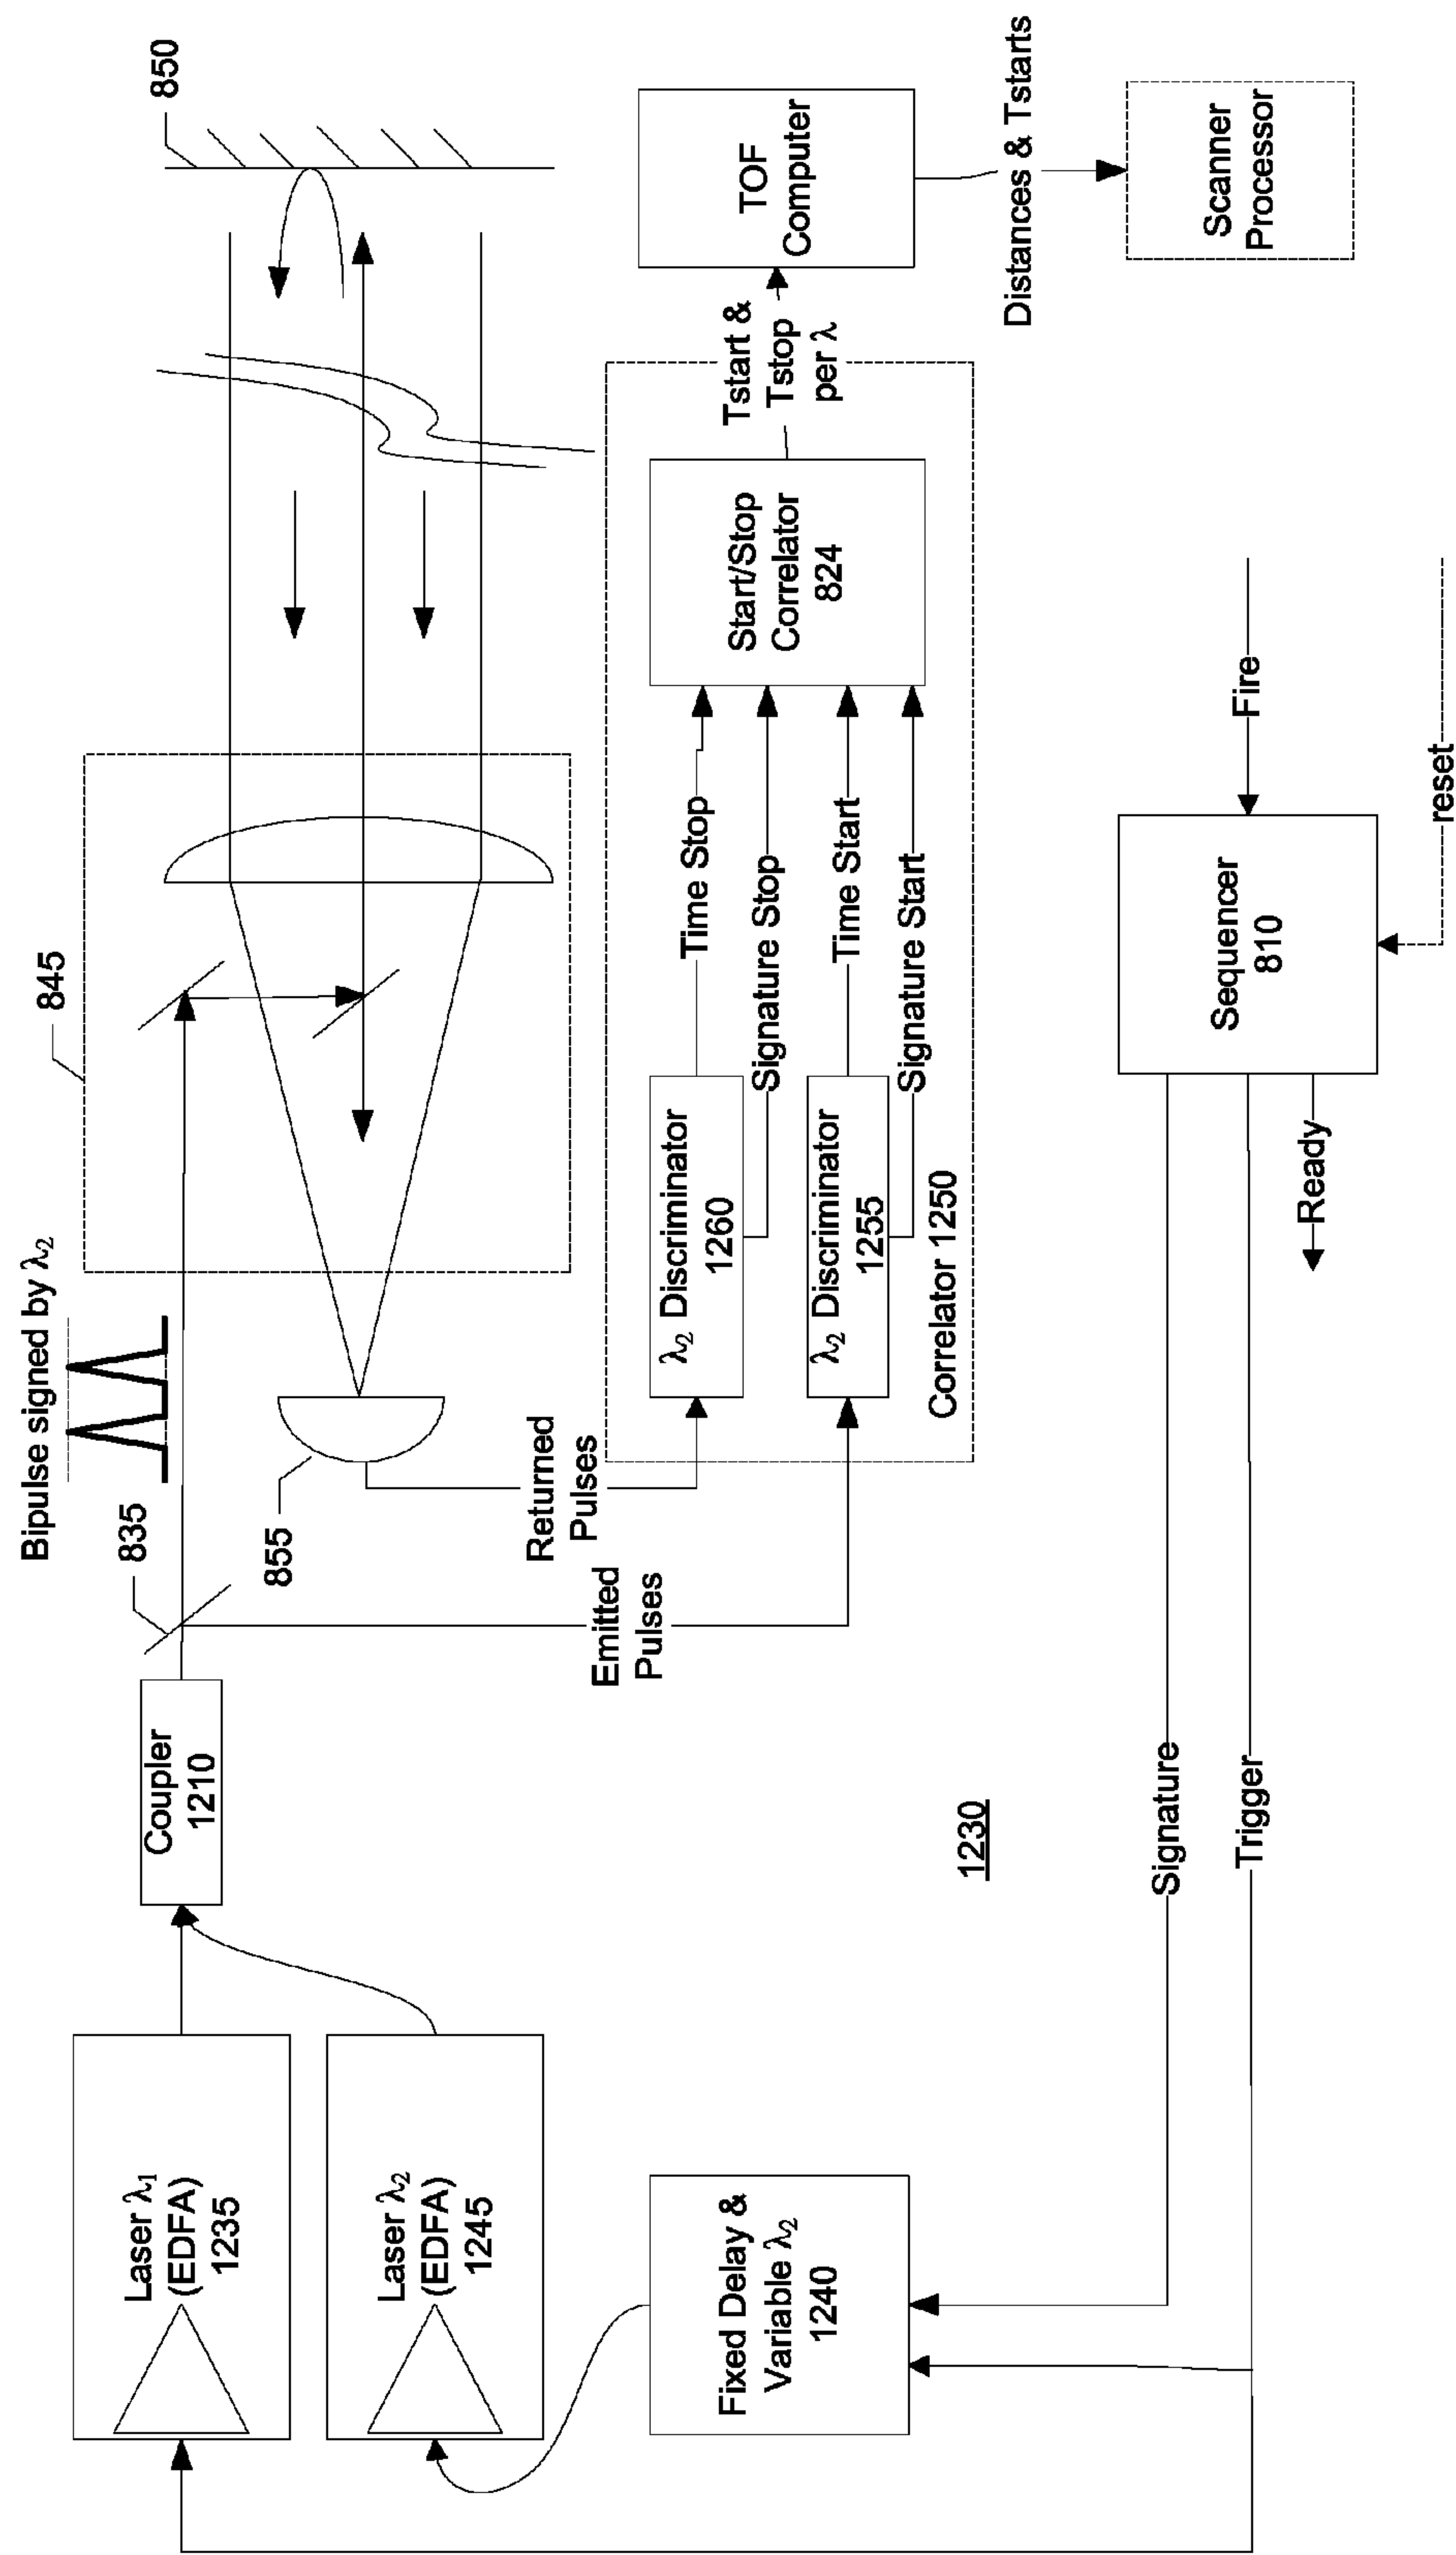 Laser λ1
(EDFA)
1235
Laser λ2
(EDFA)
1245
Fixed Delay &
Variable λ2
1240
Coupler
1210
835
Bipulse signed by λ2
845
850
855
Returned
Pulses
Emitted
Pulses
λ2 Discriminator
1260
λ2 Discriminator
1255
Correlator 1250
Time Stop
Signature Stop
Time Start
Signature Start
Start/Stop
Correlator
824
Tstart &
Tstop
per λ
TOF
Computer
Distances & Tstarts
Scanner
Processor
1230
Signature
Trigger
Ready
Sequencer
810
Fire
reset